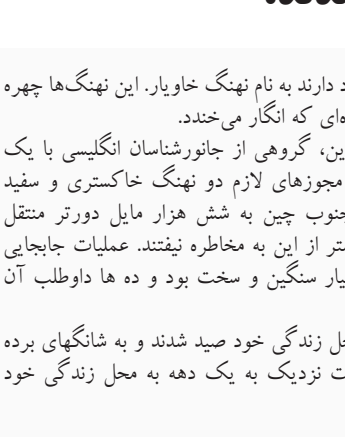 د دارند به نام نهنگ خاویار. این نهنگ‌ها چهره
ه‌ای که انگار می‌خندد.
ین، گروهی از جانورشناسان انگلیسی با یک
مجوزهای لازم دو نهنگ خاکستری و سفید
جنوب چین به شش هزار مایل دورتر منتقل
متر از این به مخاطره نیفتند. عملیات جابجایی
یار سنگین و سخت بود و ده ها داوطلب آن
حل زندگی خود صید شدند و به شانگهای برده
ت نزدیک به یک دهه به محل زندگی خود